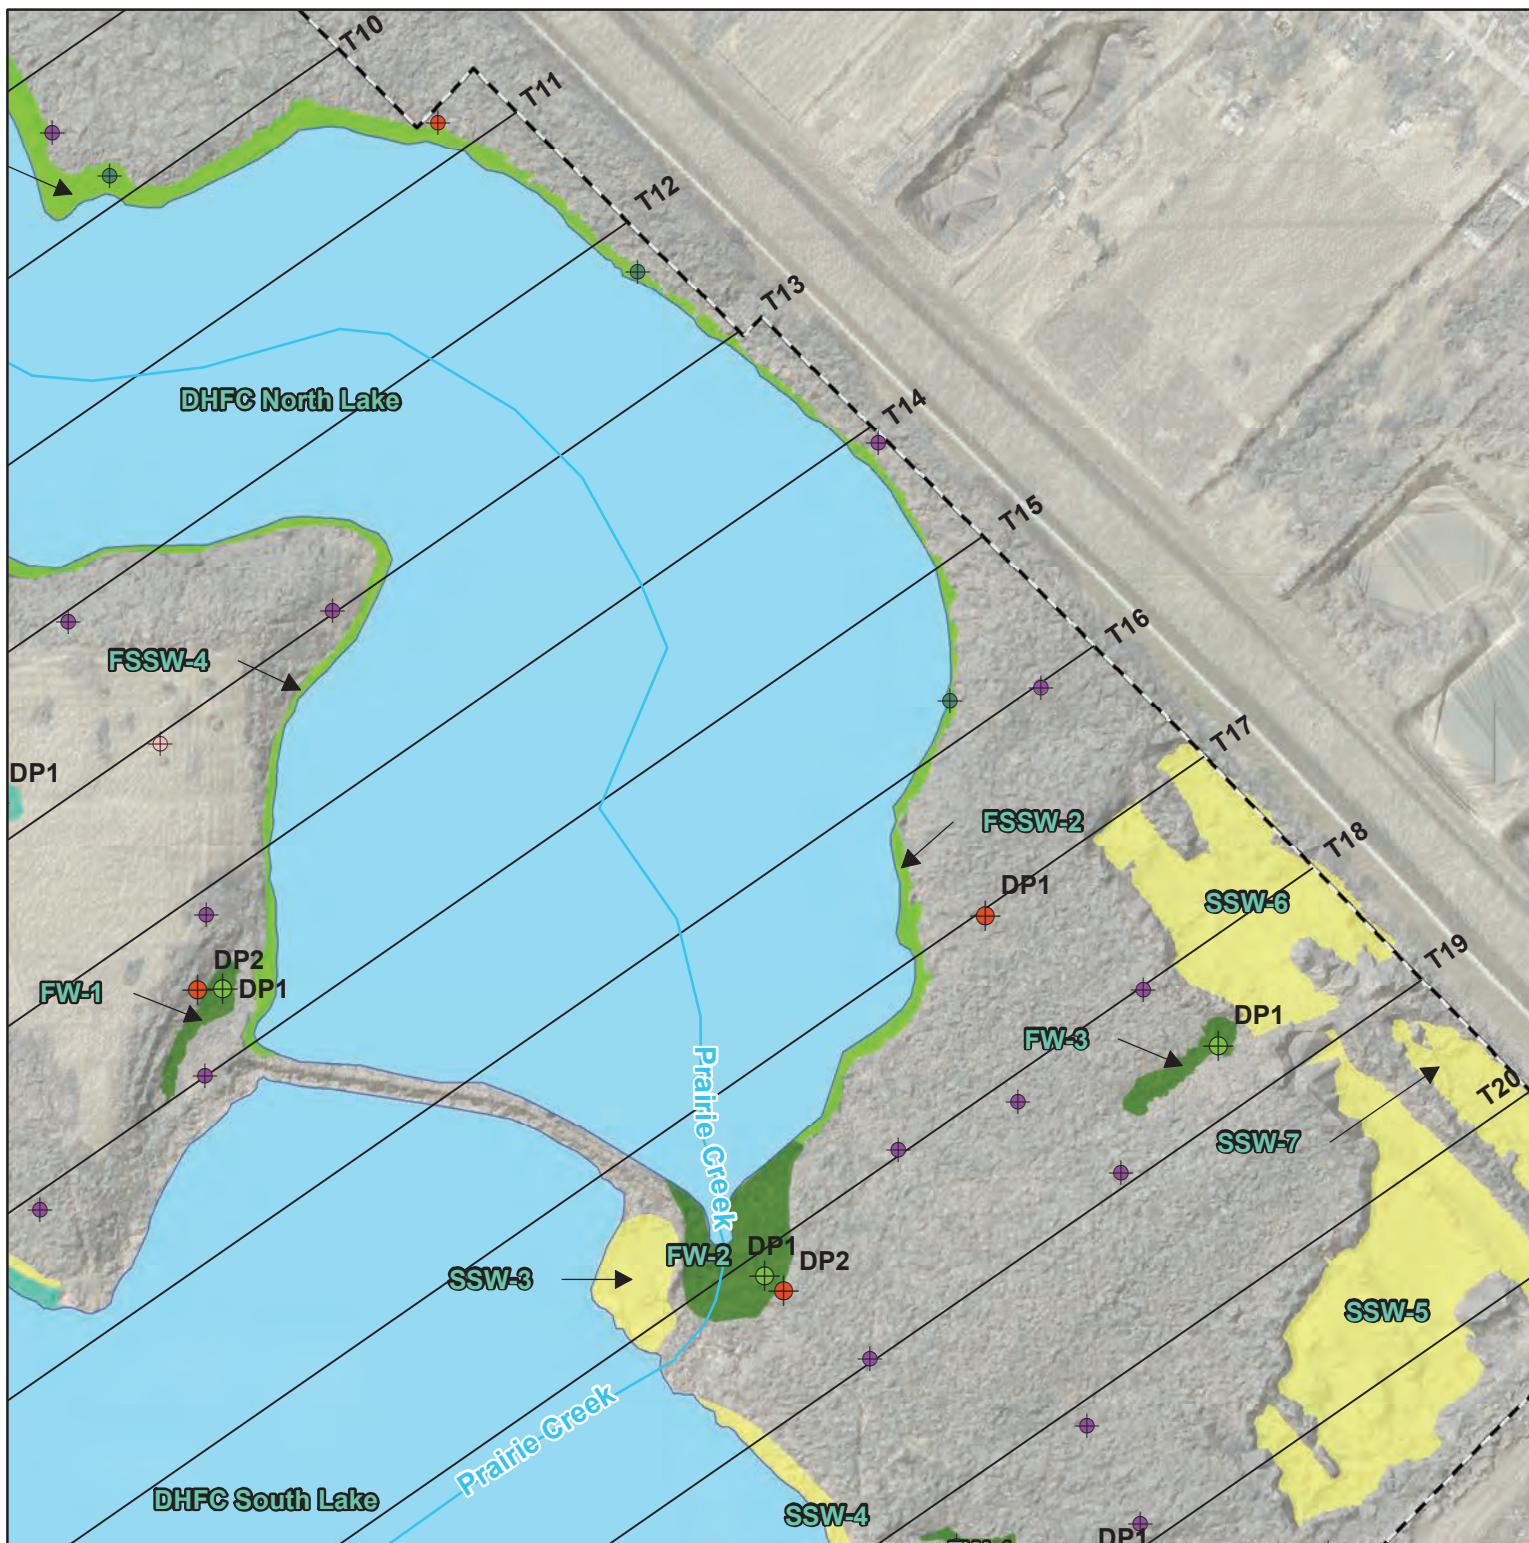 T10
T11
T12
T13
DHFC North Lake
T14
T15
T16
FSSW-4
T17
DP1
FSSW-2
T18
DP1
SSW-6
DP2
T19
FW-1
DP1
DP1
FW-3
Prairie Creek
T20
SSW-7
FW-2
DP1
DP2
SSW-3
SSW-5
Prairie Creek
DHFC South Lake
SSW-4
DP1